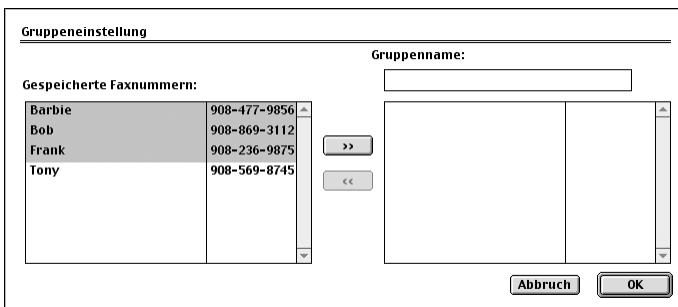 Gruppeneinstellung
Gruppenname:
Gespeicherte Faxnummern:
Barbie 908-477-9856
Bob 908-869-3112
Frank 908-236-9875
Tony 908-569-8745
>>
<<
Abbruch OK